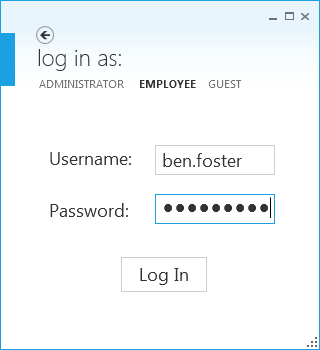 log in as:
ADMINISTRATOR EMPLOYEE GUEST
Username: ben.foster
Password: ●●●●●●●●●
Log In